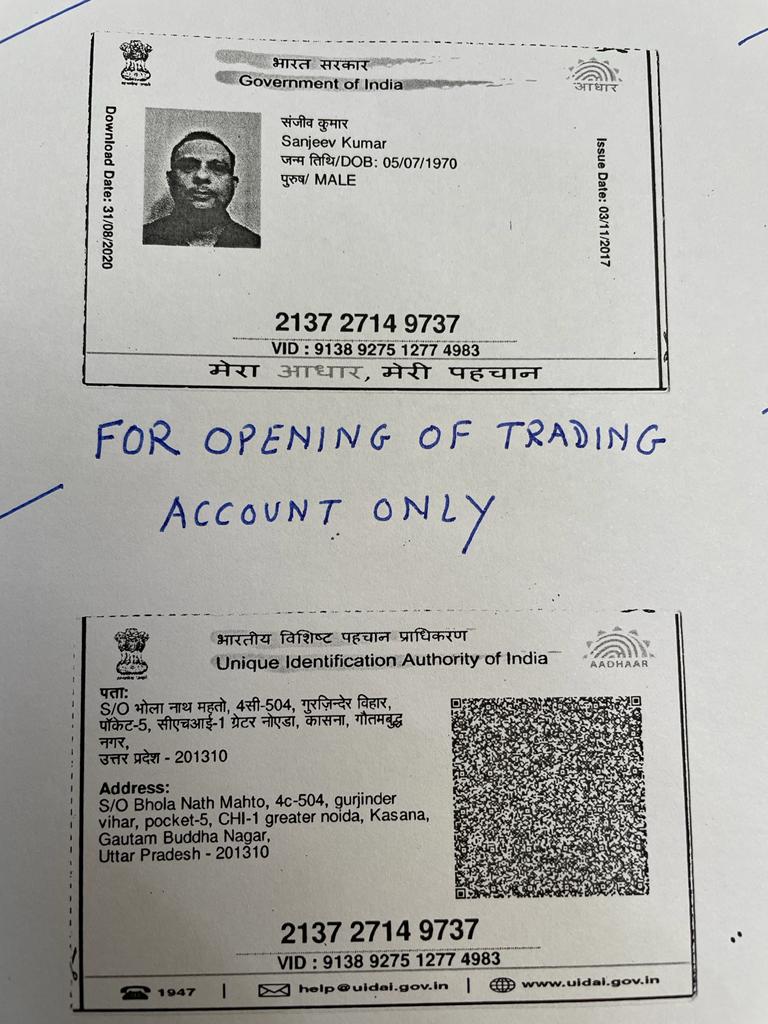 भारत सरकार
Government of India
आधार
Download Date: 31/08/2020
संजीव कुमार
Sanjeev Kumar
जन्म तिथि/DOB: 05/07/1970
पुरुष/ MALE
Issue Date: 03/11/2017
2137 2714 9737
VID : 9138 9275 1277 4983
मेरा आधार, मेरी पहचान
FOR OPENING OF TRADING
ACCOUNT ONLY
भारतीय विशिष्ट पहचान प्राधिकरण
Unique Identification Authority of India
AADHAAR
पता:
S/O भोला नाथ महतो, 4सी-504, गुरज़िन्देर विहार,
पॉकेट-5, सीएचआई-1 ग्रेटर नोएडा, कासना, गौतमबुद्ध
नगर,
उत्तर प्रदेश - 201310
Address:
S/O Bhola Nath Mahto, 4c-504, gurjinder
vihar, pocket-5, CHI-1 greater noida, Kasana,
Gautam Buddha Nagar,
Uttar Pradesh - 201310
2137 2714 9737
VID : 9138 9275 1277 4983
1947 | help@uidai.gov.in | www.uidai.gov.in